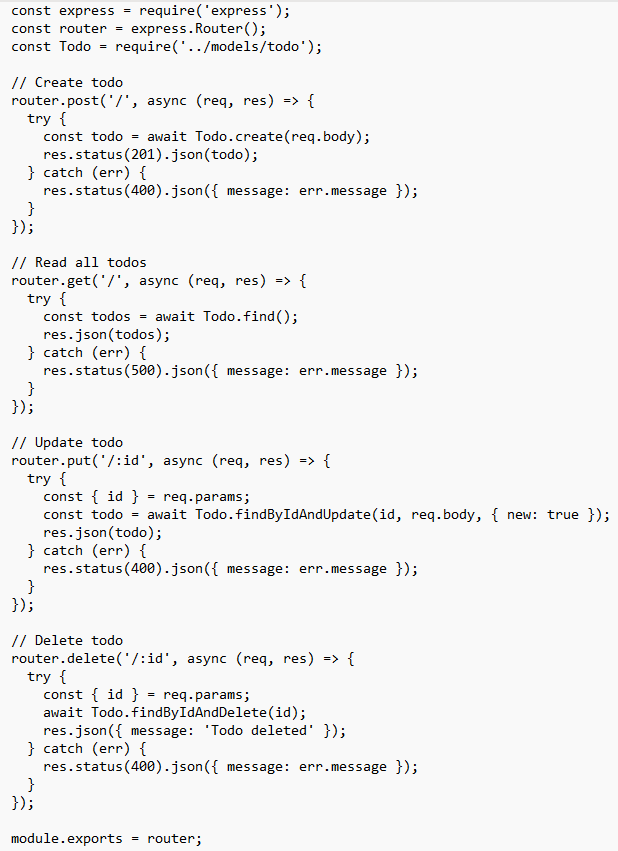 const express = require('express');
const router = express.Router();
const Todo = require('../models/todo');

// Create todo
router.post('/', async (req, res) => {
  try {
    const todo = await Todo.create(req.body);
    res.status(201).json(todo);
  } catch (err) {
    res.status(400).json({ message: err.message });
  }
});

// Read all todos
router.get('/', async (req, res) => {
  try {
    const todos = await Todo.find();
    res.json(todos);
  } catch (err) {
    res.status(500).json({ message: err.message });
  }
});

// Update todo
router.put('/:id', async (req, res) => {
  try {
    const { id } = req.params;
    const todo = await Todo.findByIdAndUpdate(id, req.body, { new: true });
    res.json(todo);
  } catch (err) {
    res.status(400).json({ message: err.message });
  }
});

// Delete todo
router.delete('/:id', async (req, res) => {
  try {
    const { id } = req.params;
    await Todo.findByIdAndDelete(id);
    res.json({ message: 'Todo deleted' });
  } catch (err) {
    res.status(400).json({ message: err.message });
  }
});

module.exports = router;